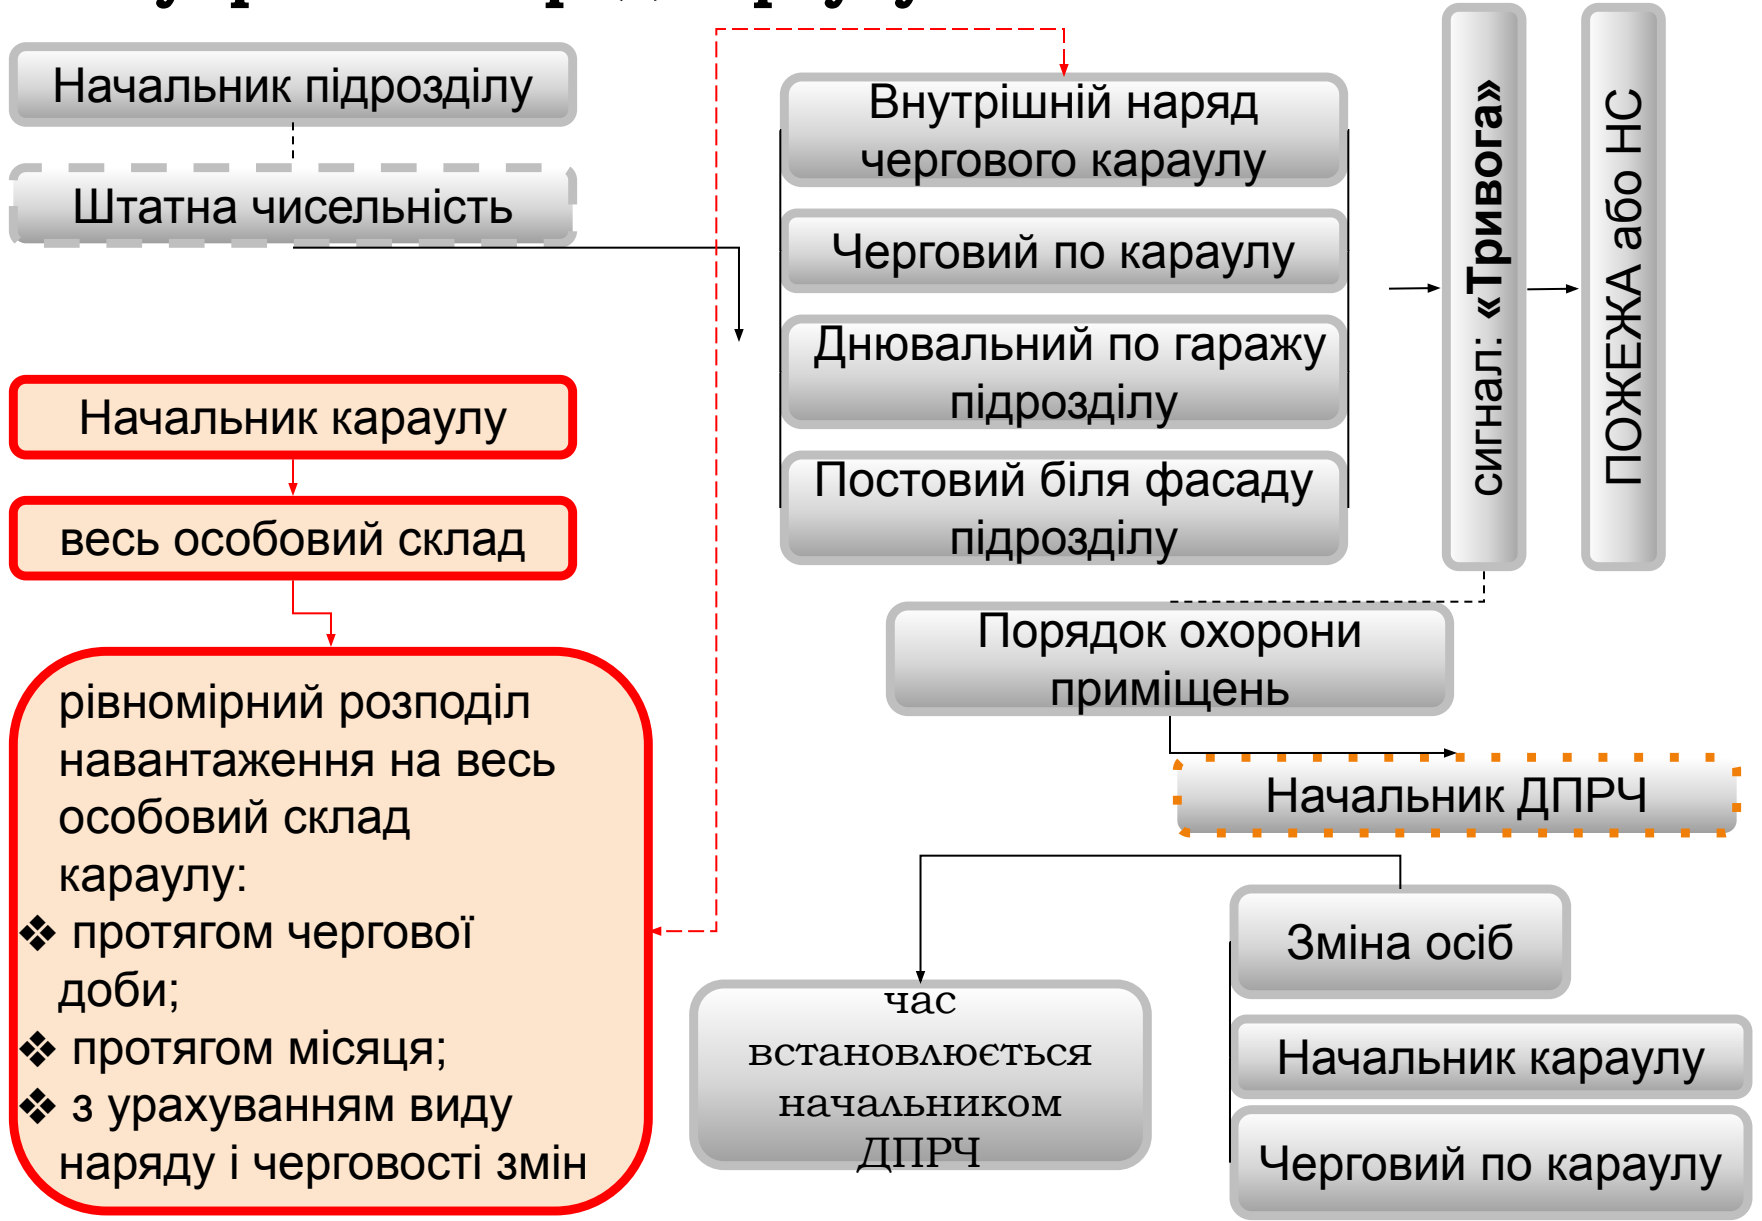 Начальник підрозділу
Штатна чисельність
Начальник караулу
весь особовий склад
рівномірний розподіл
навантаження на весь
особовий склад
караулу:
❖ протягом чергової
доби;
❖ протягом місяця;
❖ з урахуванням виду
наряду і черговості змін
Внутрішній наряд
чергового караулу
Черговий по караулу
Днювальний по гаражу
підрозділу
Постовий біля фасаду
підрозділу
сигнал: «Тривога»
ПОЖЕЖА або НС
Порядок охорони
приміщень
Начальник ДПРЧ
Зміна осіб
Начальник караулу
Черговий по караулу
час
встановлюється
начальником
ДПРЧ